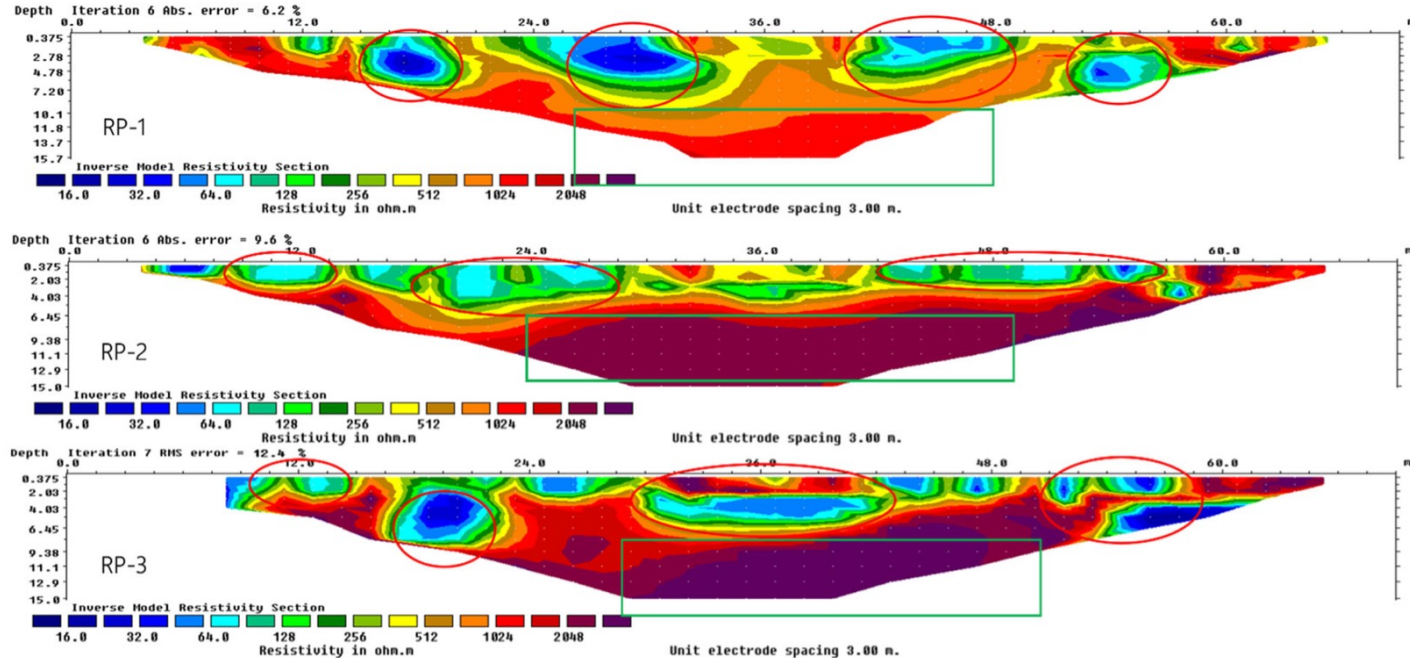 Depth Iteration 6 Abs. error = 6.2 %
0.0 12.0 24.0 36.0 48.0 60.0 m.
0.375
2.78
4.78
7.20
10.1
11.8
13.7
15.7
RP-1
Inverse Model Resistivity Section
16.0 32.0 64.0 128 256 512 1024 2048
Resistivity in ohm.m Unit electrode spacing 3.00 m.
Depth Iteration 6 Abs. error = 9.6 %
0.0 12.0 24.0 36.0 48.0 60.0 m.
0.375
2.03
4.03
6.45
9.38
11.1
12.9
15.0
RP-2
Inverse Model Resistivity Section
16.0 32.0 64.0 128 256 512 1024 2048
Resistivity in ohm.m Unit electrode spacing 3.00 m.
Depth Iteration 7 RMS error = 12.4 %
0.0 12.0 24.0 36.0 48.0 60.0 m.
0.375
2.03
4.03
6.45
9.38
11.1
12.9
15.0
RP-3
Inverse Model Resistivity Section
16.0 32.0 64.0 128 256 512 1024 2048
Resistivity in ohm.m Unit electrode spacing 3.00 m.